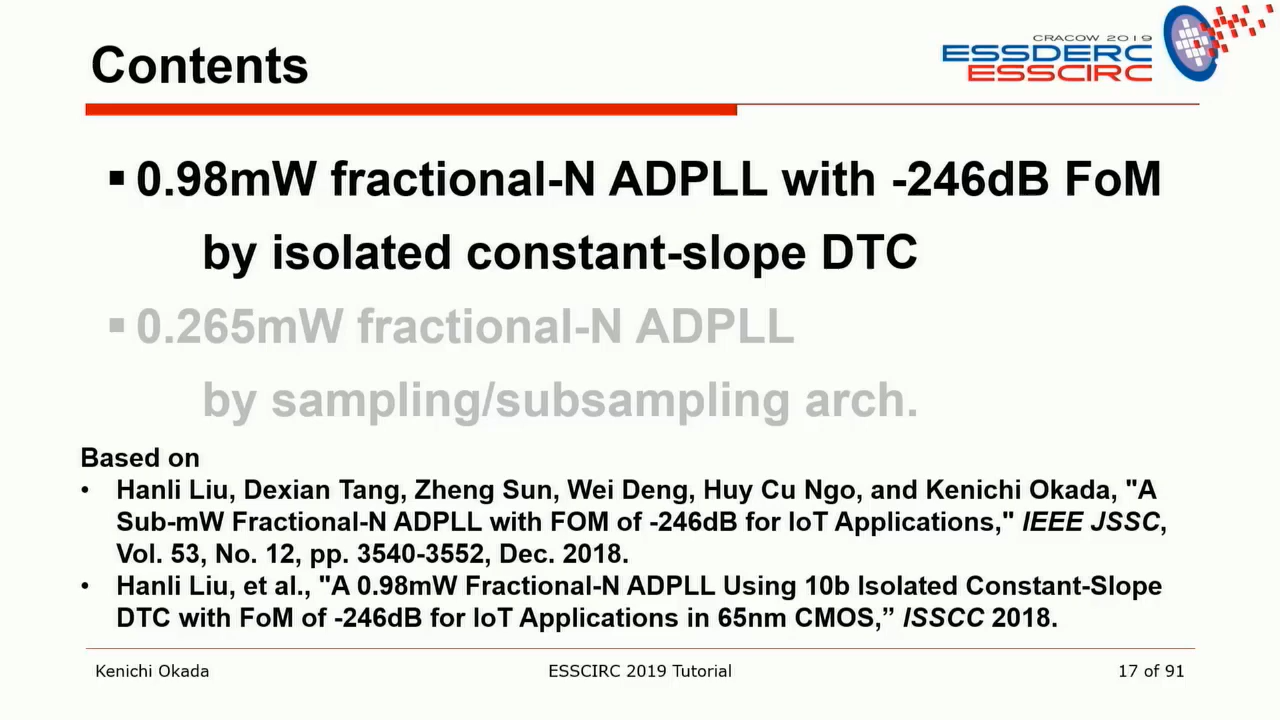 Contents
CRACOW 2019
ESSDERC
ESSCIRC
▪ 0.98mW fractional-N ADPLL with -246dB FoM
by isolated constant-slope DTC
▪ 0.265mW fractional-N ADPLL
by sampling/subsampling arch.
Based on
• Hanli Liu, Dexian Tang, Zheng Sun, Wei Deng, Huy Cu Ngo, and Kenichi Okada, "A
Sub-mW Fractional-N ADPLL with FOM of -246dB for IoT Applications," IEEE JSSC,
Vol. 53, No. 12, pp. 3540-3552, Dec. 2018.
• Hanli Liu, et al., "A 0.98mW Fractional-N ADPLL Using 10b Isolated Constant-Slope
DTC with FoM of -246dB for IoT Applications in 65nm CMOS,” ISSCC 2018.
Kenichi Okada
ESSCIRC 2019 Tutorial
17 of 91